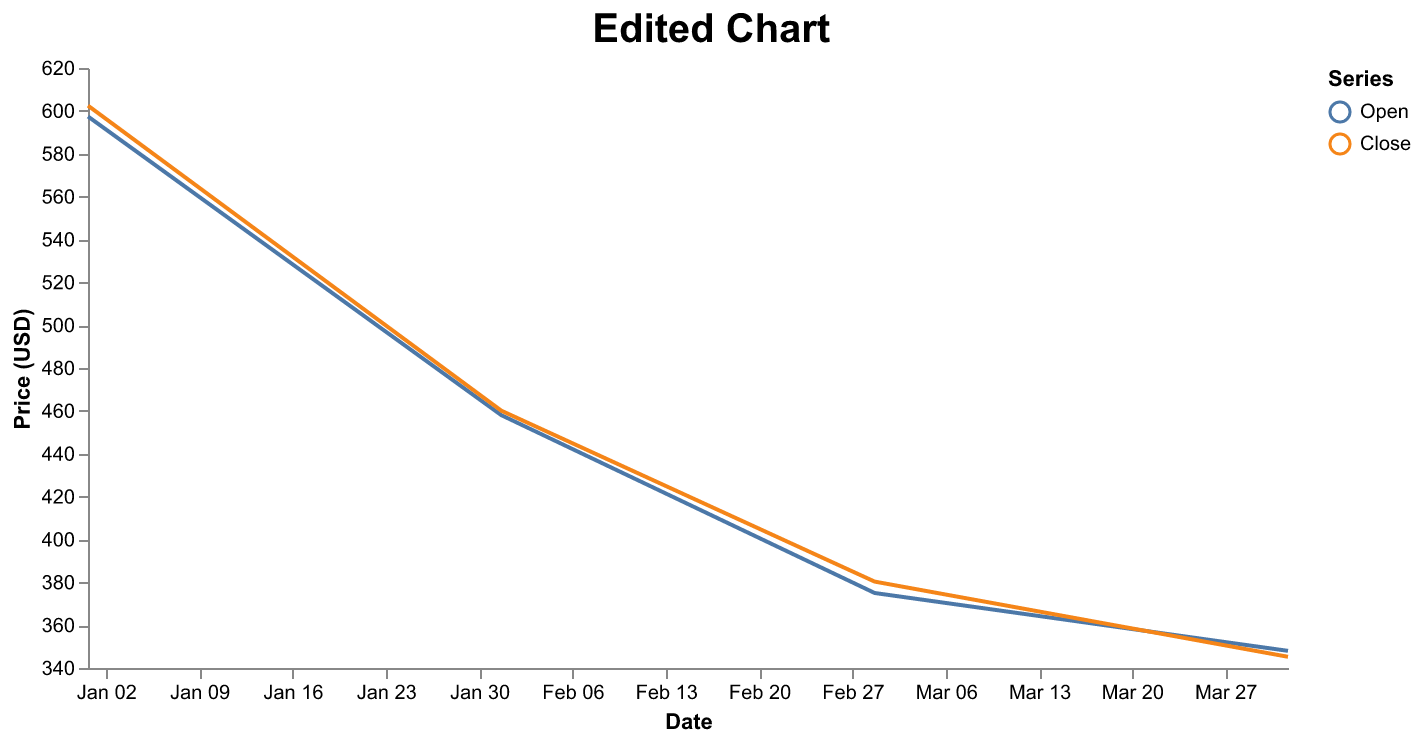 Edited Chart
Series
Open
Close
Price (USD)
620
600
580
560
540
520
500
480
460
440
420
400
380
360
340
Jan 02 Jan 09 Jan 16 Jan 23 Jan 30 Feb 06 Feb 13 Feb 20 Feb 27 Mar 06 Mar 13 Mar 20 Mar 27
Date